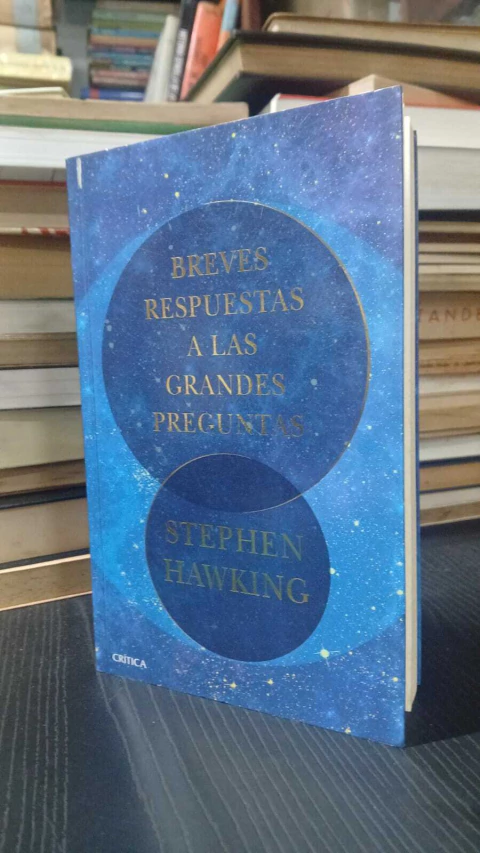 BREVES
RESPUESTAS
A LAS
GRANDES
PREGUNTAS
STEPHEN
HAWKING
CRÍTICA